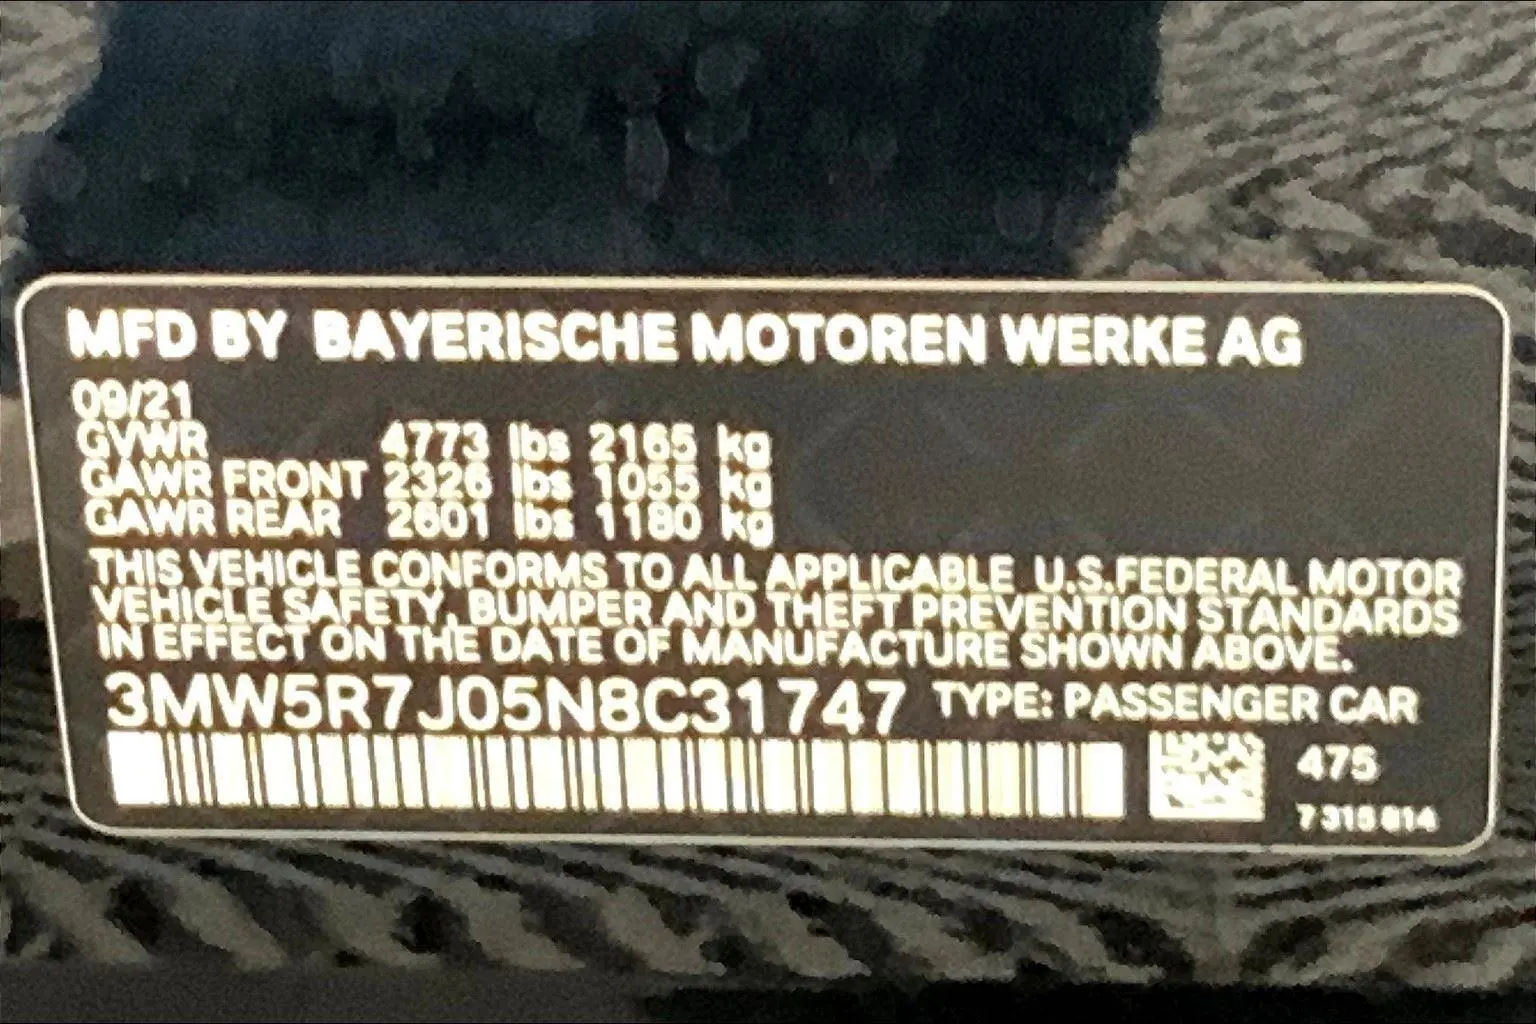 MFD BY BAYERISCHE MOTOREN WERKE AG
09/21
GVWR 4773 lbs 2165 kg
GAWR FRONT 2326 lbs 1055 kg
GAWR REAR 2601 lbs 1180 kg
THIS VEHICLE CONFORMS TO ALL APPLICABLE U.S.FEDERAL MOTOR
VEHICLE SAFETY, BUMPER AND THEFT PREVENTION STANDARDS
IN EFFECT ON THE DATE OF MANUFACTURE SHOWN ABOVE.
3MW5R7J05N8C31747 TYPE: PASSENGER CAR
475